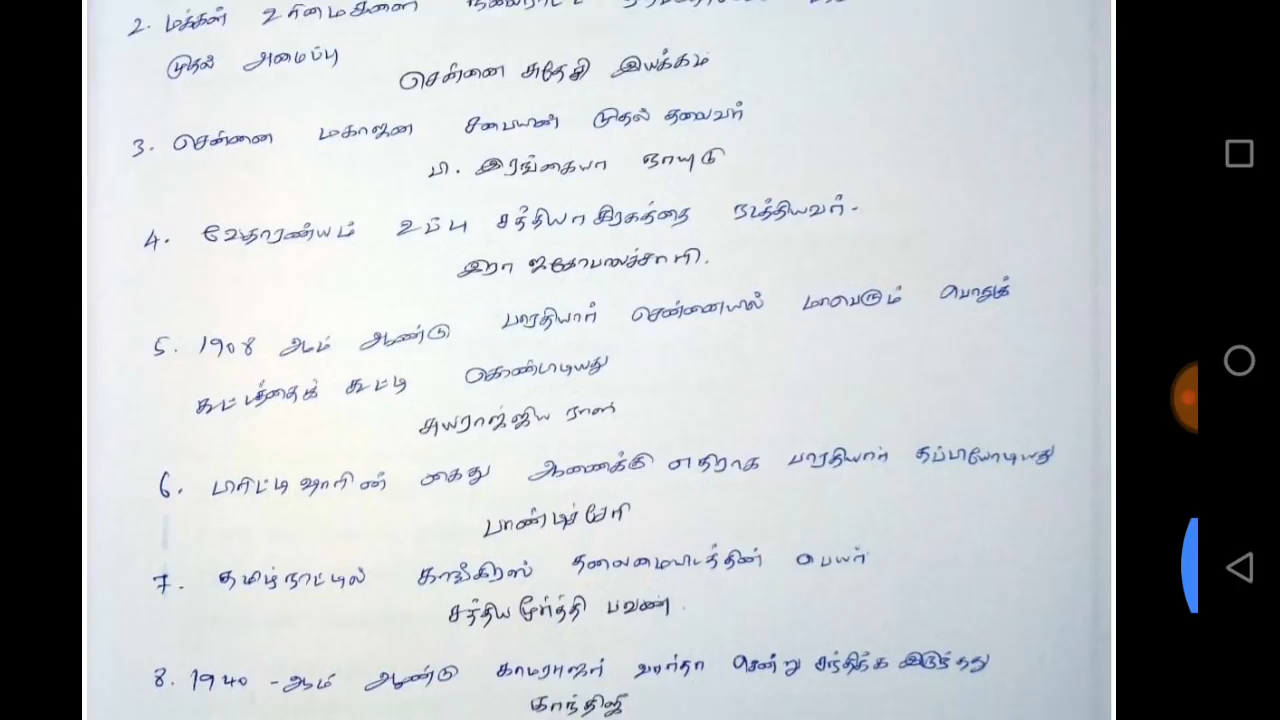 2. மக்கள் உரிமைகளை
முதல் அமைப்பு
சென்னை சுதேசி இயக்கம்
3. சென்னை மகாஜன சபையின் முதல் தலைவர்
பி. இரங்கையா நாயுடு
4. வேதாரண்யம் உப்பு சத்தியாகிரகத்தை நடத்தியவர் -
இரா ஜகோபாலச்சாரி.
5. 1908 ஆம் ஆண்டு பாரதியார் சென்னையில் மாபெரும் பொதுக்
கூட்டத்தைக் கூட்டி கொண்டாடியது
சுயராஜ்ஜிய நாள்
6. பிரிட்டிஷாரின் கைது ஆணைக்கு எதிராக பாரதியார் தப்பியோடியது
பாண்டிச்சேரி
7. தமிழ்நாட்டில் காங்கிரஸ் தலைமையிடத்தின் பெயர்
சத்திய மூர்த்தி பவண்.
8. 1940 - ஆம் ஆண்டு காமராஜர் வார்தா சென்று சந்திக்க இருந்தது
காந்திஜி